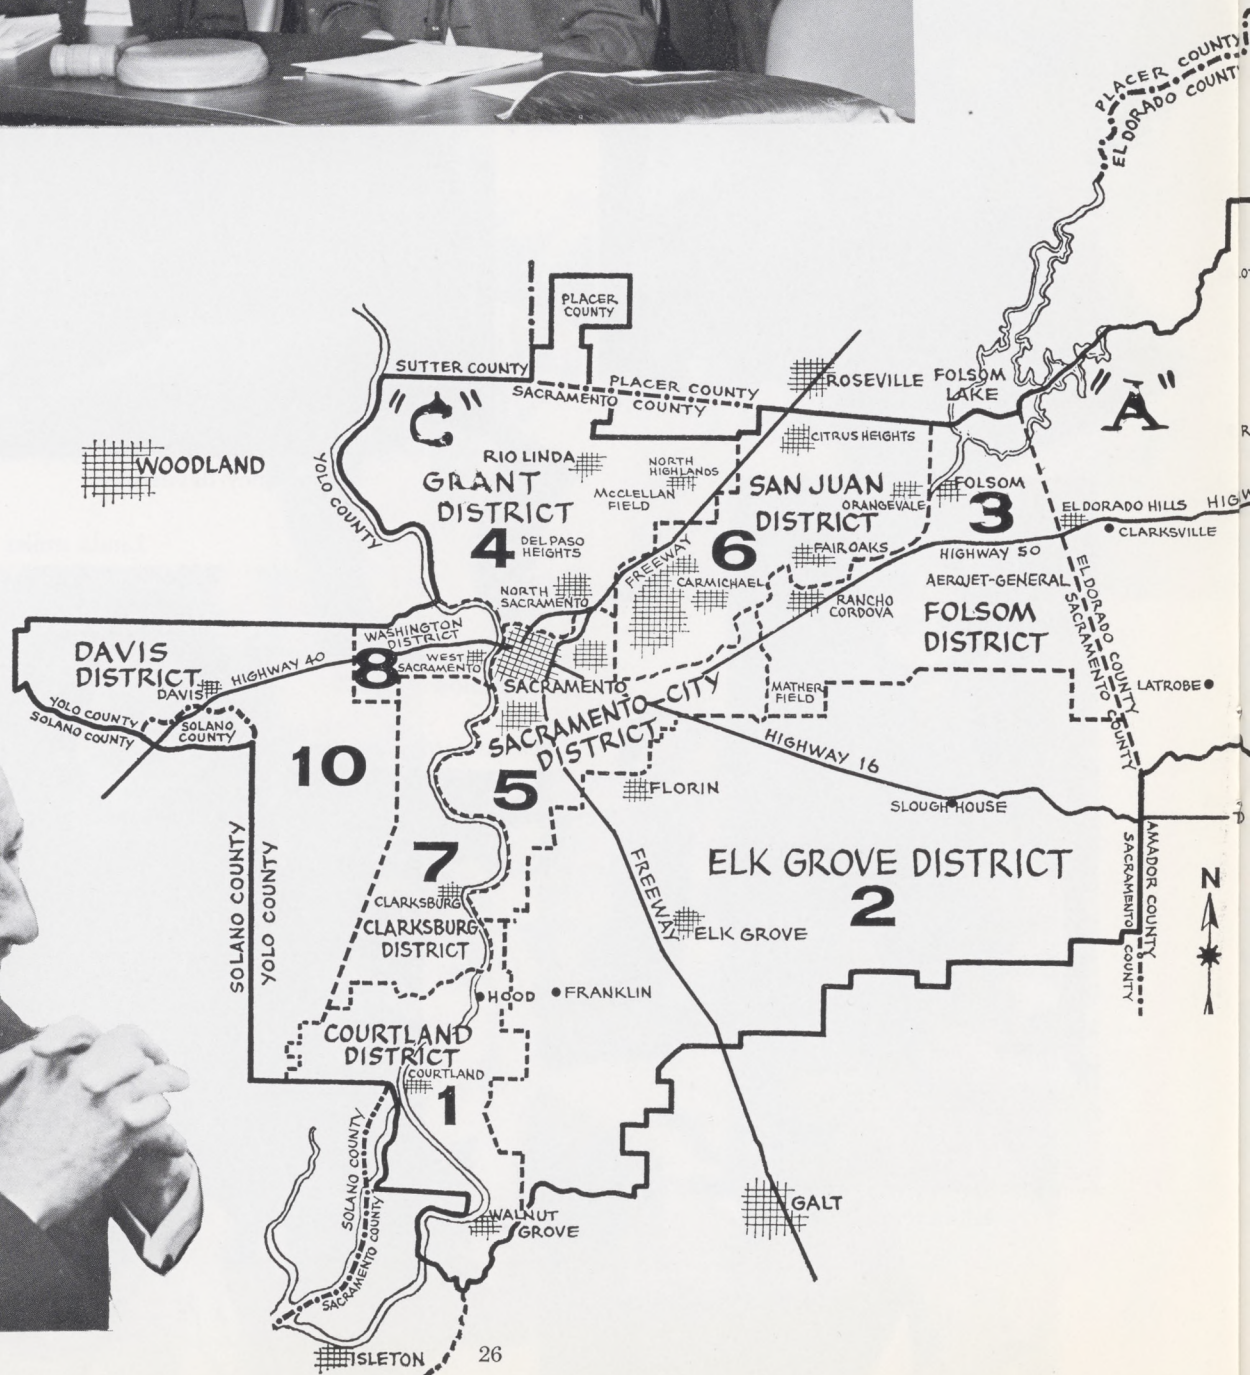 PLACER COUNTY
EL DORADO COUNTY
PLACER
COUNTY
SUTTER COUNTY
PLACER COUNTY
SACRAMENTO COUNTY
ROSEVILLE
FOLSOM
LAKE
"C"
"A"
WOODLAND
YOLO COUNTY
RIO LINDA
GRANT
DISTRICT
4
NORTH
HIGHLANDS
McCLELLAN
FIELD
DEL PASO
HEIGHTS
CITRUS HEIGHTS
SAN JUAN
ORANGEVALE
DISTRICT
6
FAIR OAKS
CARMICHAEL
FREEWAY
FOLSOM
3
EL DORADO HILLS
CLARKSVILLE
HIGHWAY 50
AEROJET-GENERAL
FOLSOM
DISTRICT
EL DORADO COUNTY
SACRAMENTO COUNTY
RANCHO
CORDOVA
NORTH
SACRAMENTO
WASHINGTON
DISTRICT
8
WEST
SACRAMENTO
DAVIS
DISTRICT
DAVIS
HIGHWAY 40
YOLO COUNTY
SOLANO COUNTY
SOLANO
COUNTY
10
SACRAMENTO
SACRAMENTO CITY
DISTRICT
5
MATHER
FIELD
LATROBE
HIGHWAY 16
SLOUGH HOUSE
FLORIN
ELK GROVE DISTRICT
2
FREEWAY
ELK GROVE
7
CLARKSBURG
CLARKSBURG
DISTRICT
SOLANO COUNTY
YOLO COUNTY
AMADOR COUNTY
SACRAMENTO COUNTY
N
HOOD
FRANKLIN
COURTLAND
DISTRICT
COURTLAND
1
SOLANO COUNTY
SACRAMENTO COUNTY
WALNUT
GROVE
GALT
ISLETON
26